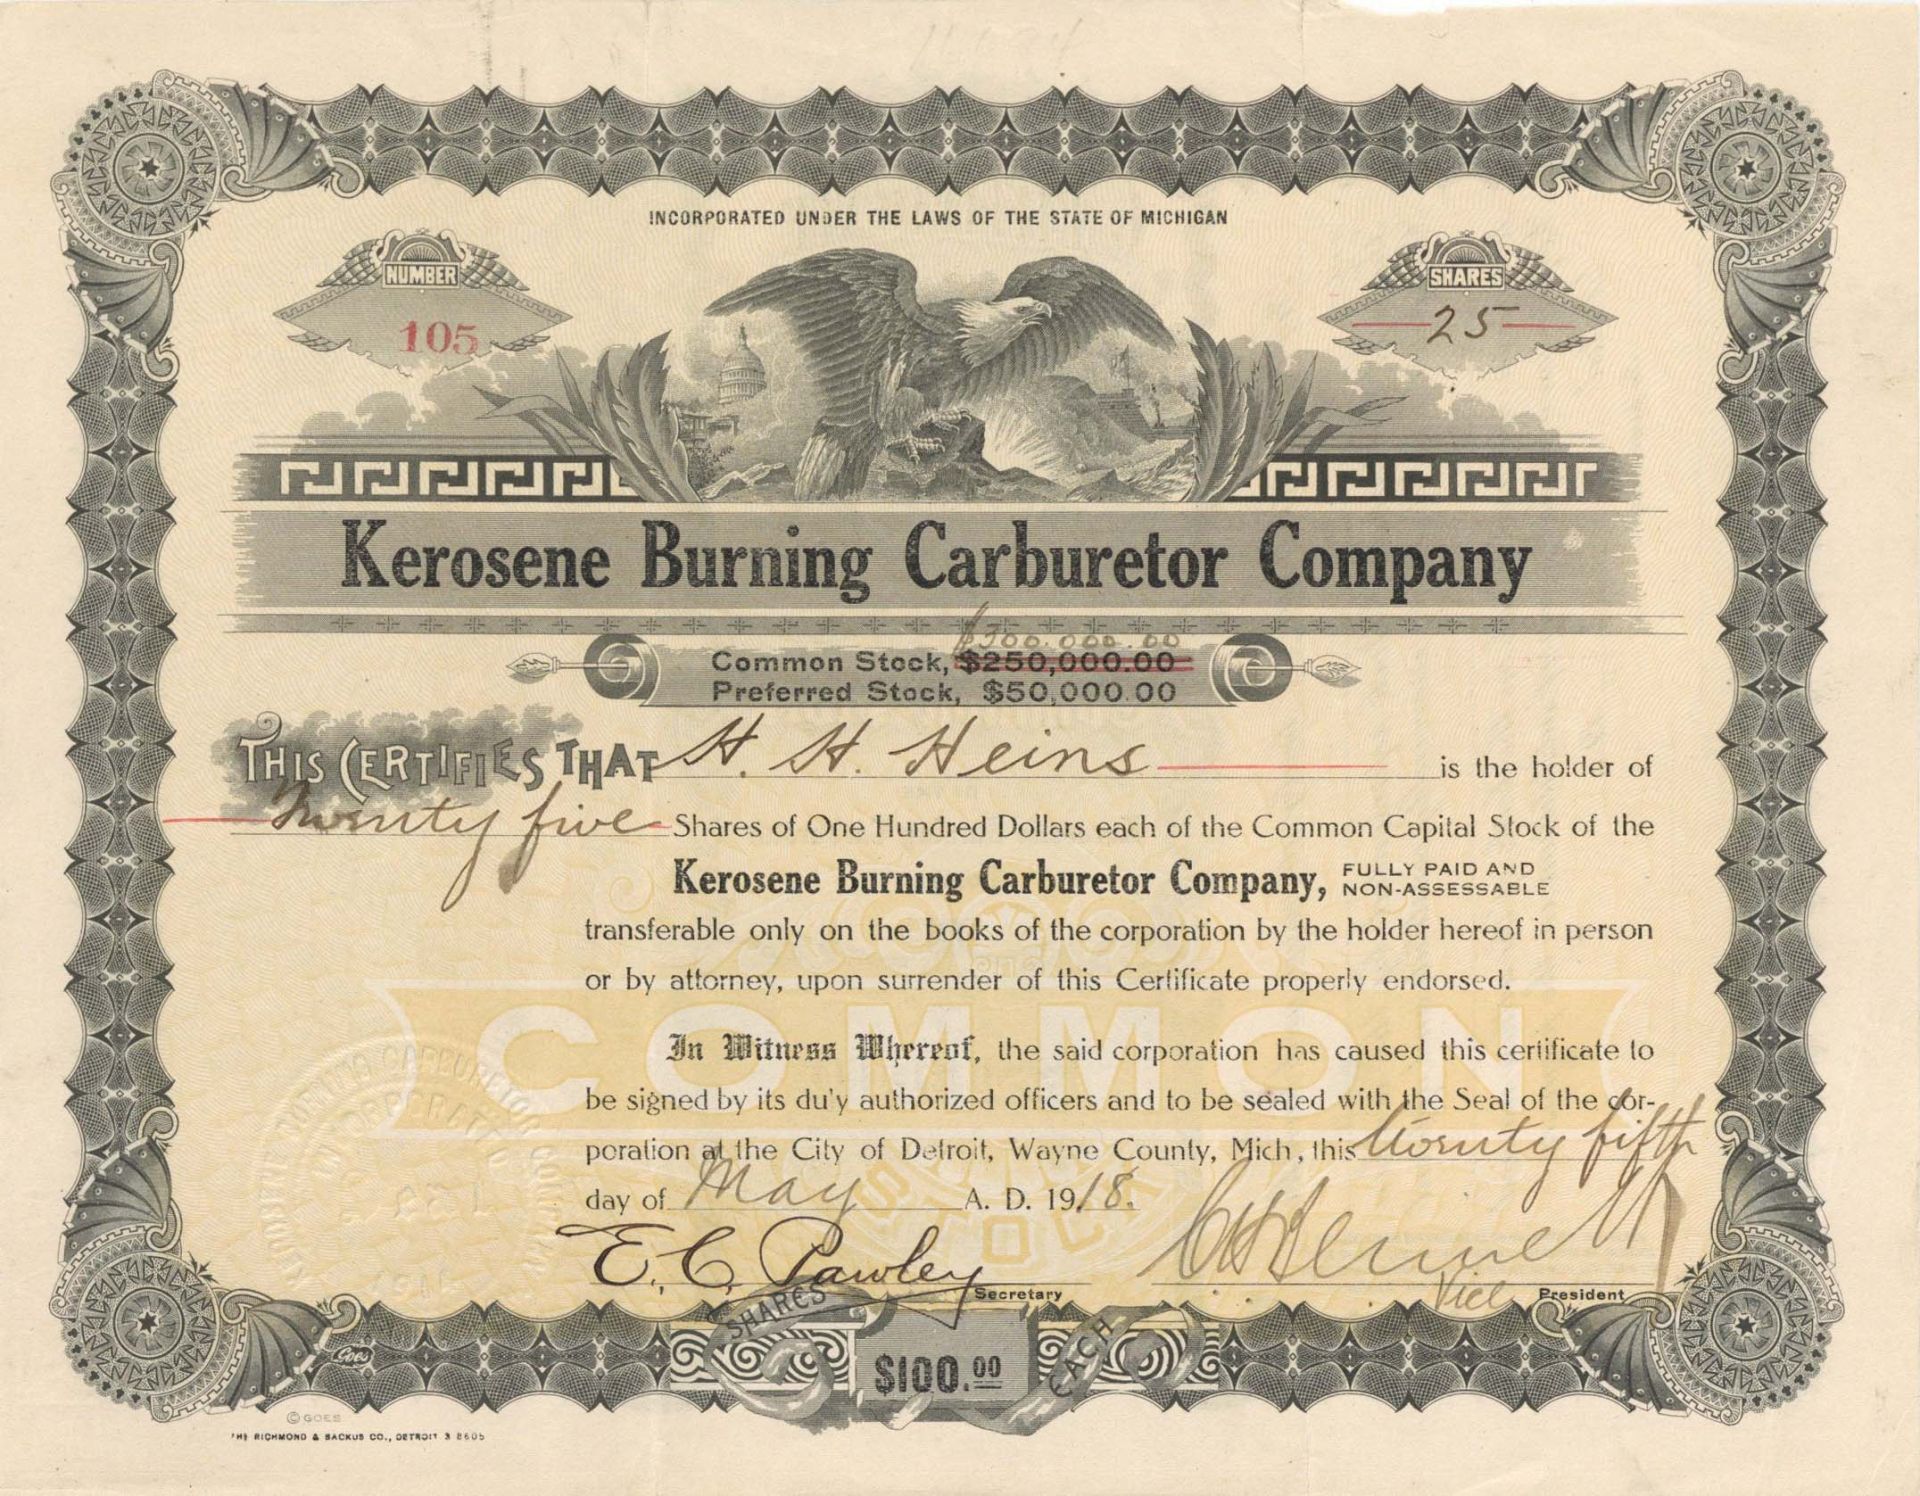 INCORPORATED UNDER THE LAWS OF THE STATE OF MICHIGAN
NUMBER
105
SHARES
25
Kerosene Burning Carburetor Company
$300.000.00
Common Stock, $250,000.00
Preferred Stock, $50,000.00
THIS CERTIFIES THAT H. H. Heins is the holder of
Twenty five Shares of One Hundred Dollars each of the Common Capital Stock of the
Kerosene Burning Carburetor Company, FULLY PAID AND NON-ASSESSABLE
transferable only on the books of the corporation by the holder hereof in person
or by attorney, upon surrender of this Certificate properly endorsed.
COMMON
In Witness Whereof, the said corporation has caused this certificate to
be signed by its du'y authorized officers and to be sealed with the Seal of the cor-
poration at the City of Detroit, Wayne County, Mich, this twenty fifth
day of May A. D. 1918.
E. C. Pawley
Secretary
Vice President
SHARES
$100.00
EACH
Goes
© GOES
THE RICHMOND & BACKUS CO., DETROIT